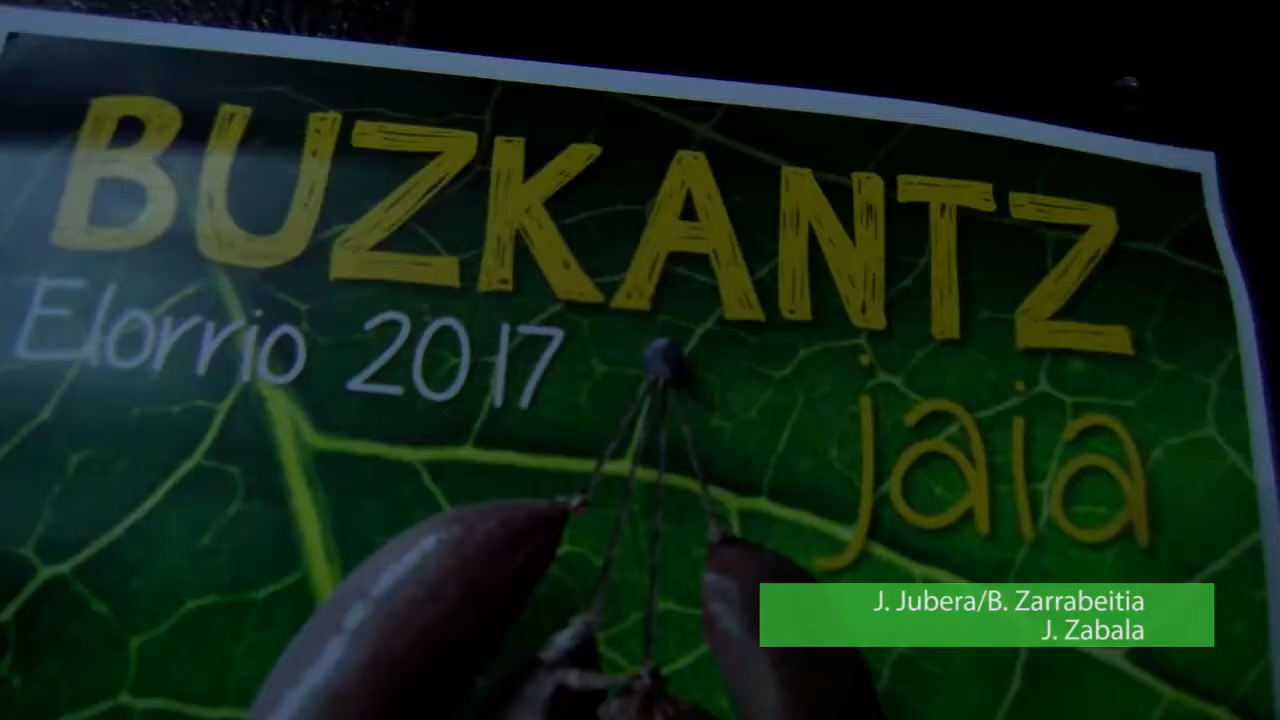 BUZKANTZ
Elorrio 2017
jaia
J. Jubera/B. Zarrabeitia
J. Zabala